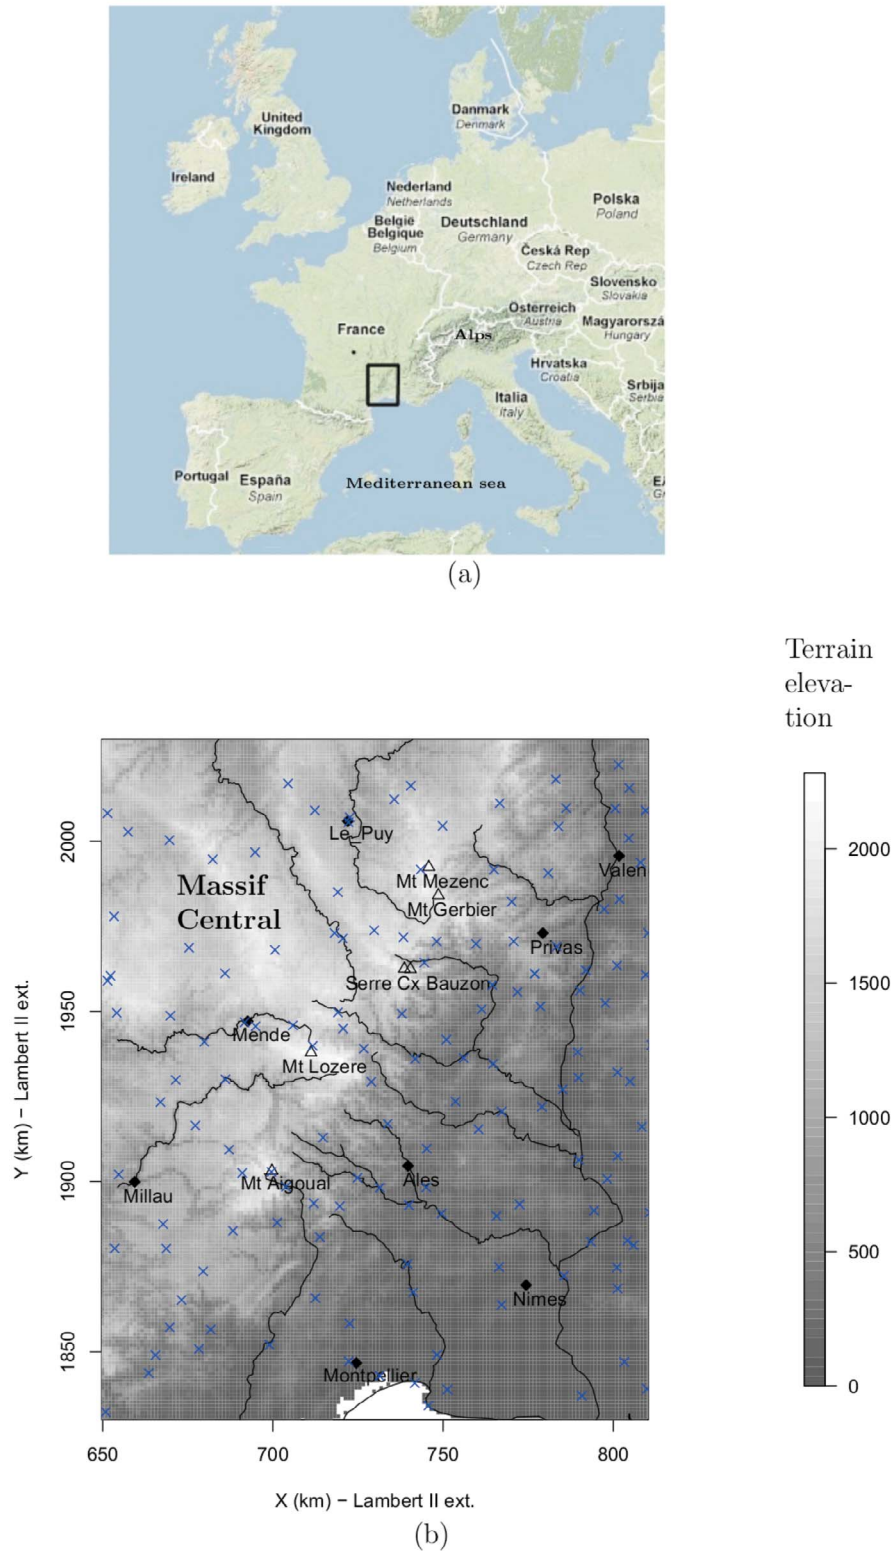 Danmark
Denmark
United
Kingdom
Ireland
Nederland
Netherlands
Polska
Poland
België
Belgique
Belgium
Deutschland
Germany
Česká Rep
Czech Rep
Slovensko
Slovakia
Österreich
Austria
Magyarorszá
Hungary
France
Alps
Hrvatska
Croatia
Italia
Italy
Srbija
Serbia
Portugal
España
Spain
Mediterranean sea
(a)
Terrain
eleva-
tion
2000
1500
1000
500
0
Y (km) − Lambert II ext.
2000
1950
1900
1850
Le_Puy
Valen
Massif
Central
Mt Mezenc
Mt Gerbier
Privas
Serre Cx Bauzon
Mende
Mt Lozere
Millau
Mt Aigoual
Ales
Nimes
Montpellier
650
700
750
800
X (km) − Lambert II ext.
(b)